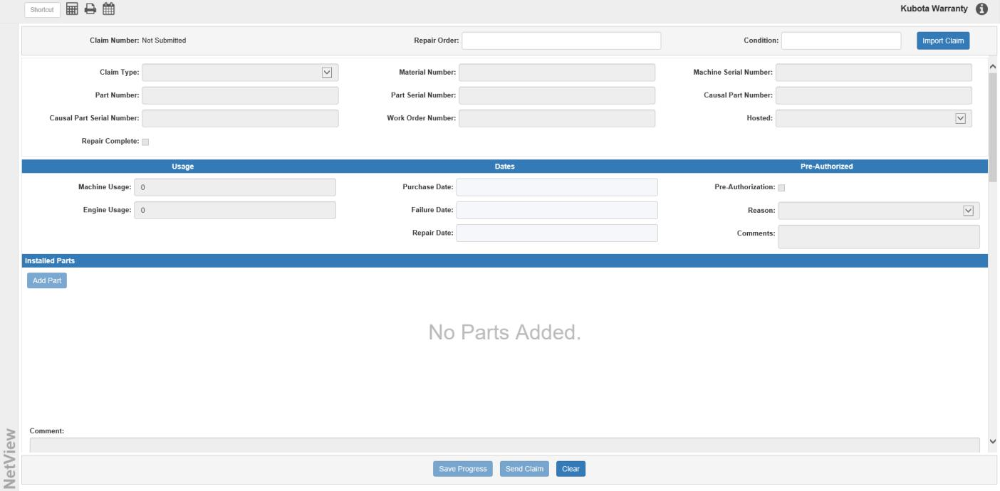 Shortcut
Kubota Warranty
Claim Number: Not Submitted Repair Order: Condition: Import Claim
Claim Type: Material Number: Machine Serial Number:
Part Number: Part Serial Number: Causal Part Number:
Causal Part Serial Number: Work Order Number: Hosted:
Repair Complete:
Usage Dates Pre-Authorized
Machine Usage: 0 Purchase Date: Pre-Authorization:
Engine Usage: 0 Failure Date: Reason:
Repair Date: Comments:
Installed Parts
Add Part
No Parts Added.
Comment:
Save Progress Send Claim Clear
NetView